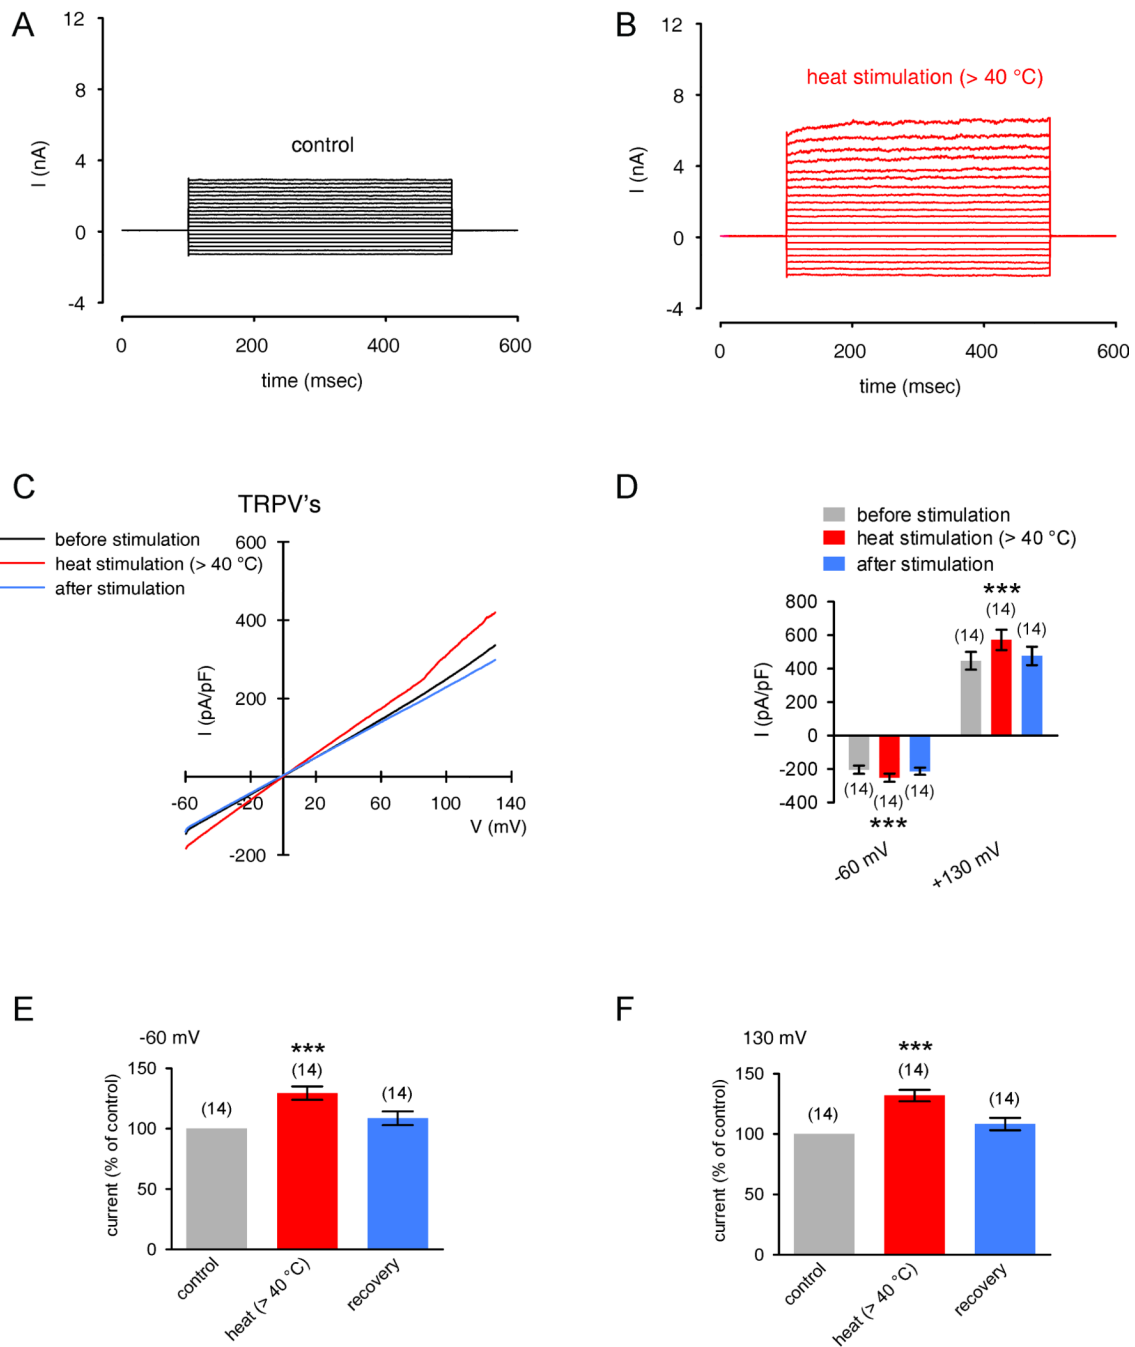 A
12
8
4
0
-4
I (nA)
control
0
200
400
600
time (msec)
B
12
8
4
0
-4
I (nA)
heat stimulation (> 40 °C)
0
200
400
600
time (msec)
C
TRPV's
before stimulation
heat stimulation (> 40 °C)
after stimulation
600
400
200
-200
I (pA/pF)
-60
-20
20
60
100
140
V (mV)
D
before stimulation
heat stimulation (> 40 °C)
after stimulation
800
600
400
200
0
-200
-400
I (pA/pF)
***
(14)
(14)
(14)
(14)
(14)
(14)
***
-60 mV
+130 mV
E
-60 mV
150
100
50
0
current (% of control)
***
(14)
(14)
(14)
control
heat (> 40 °C)
recovery
F
130 mV
150
100
50
0
current (% of control)
***
(14)
(14)
(14)
control
heat (> 40 °C)
recovery